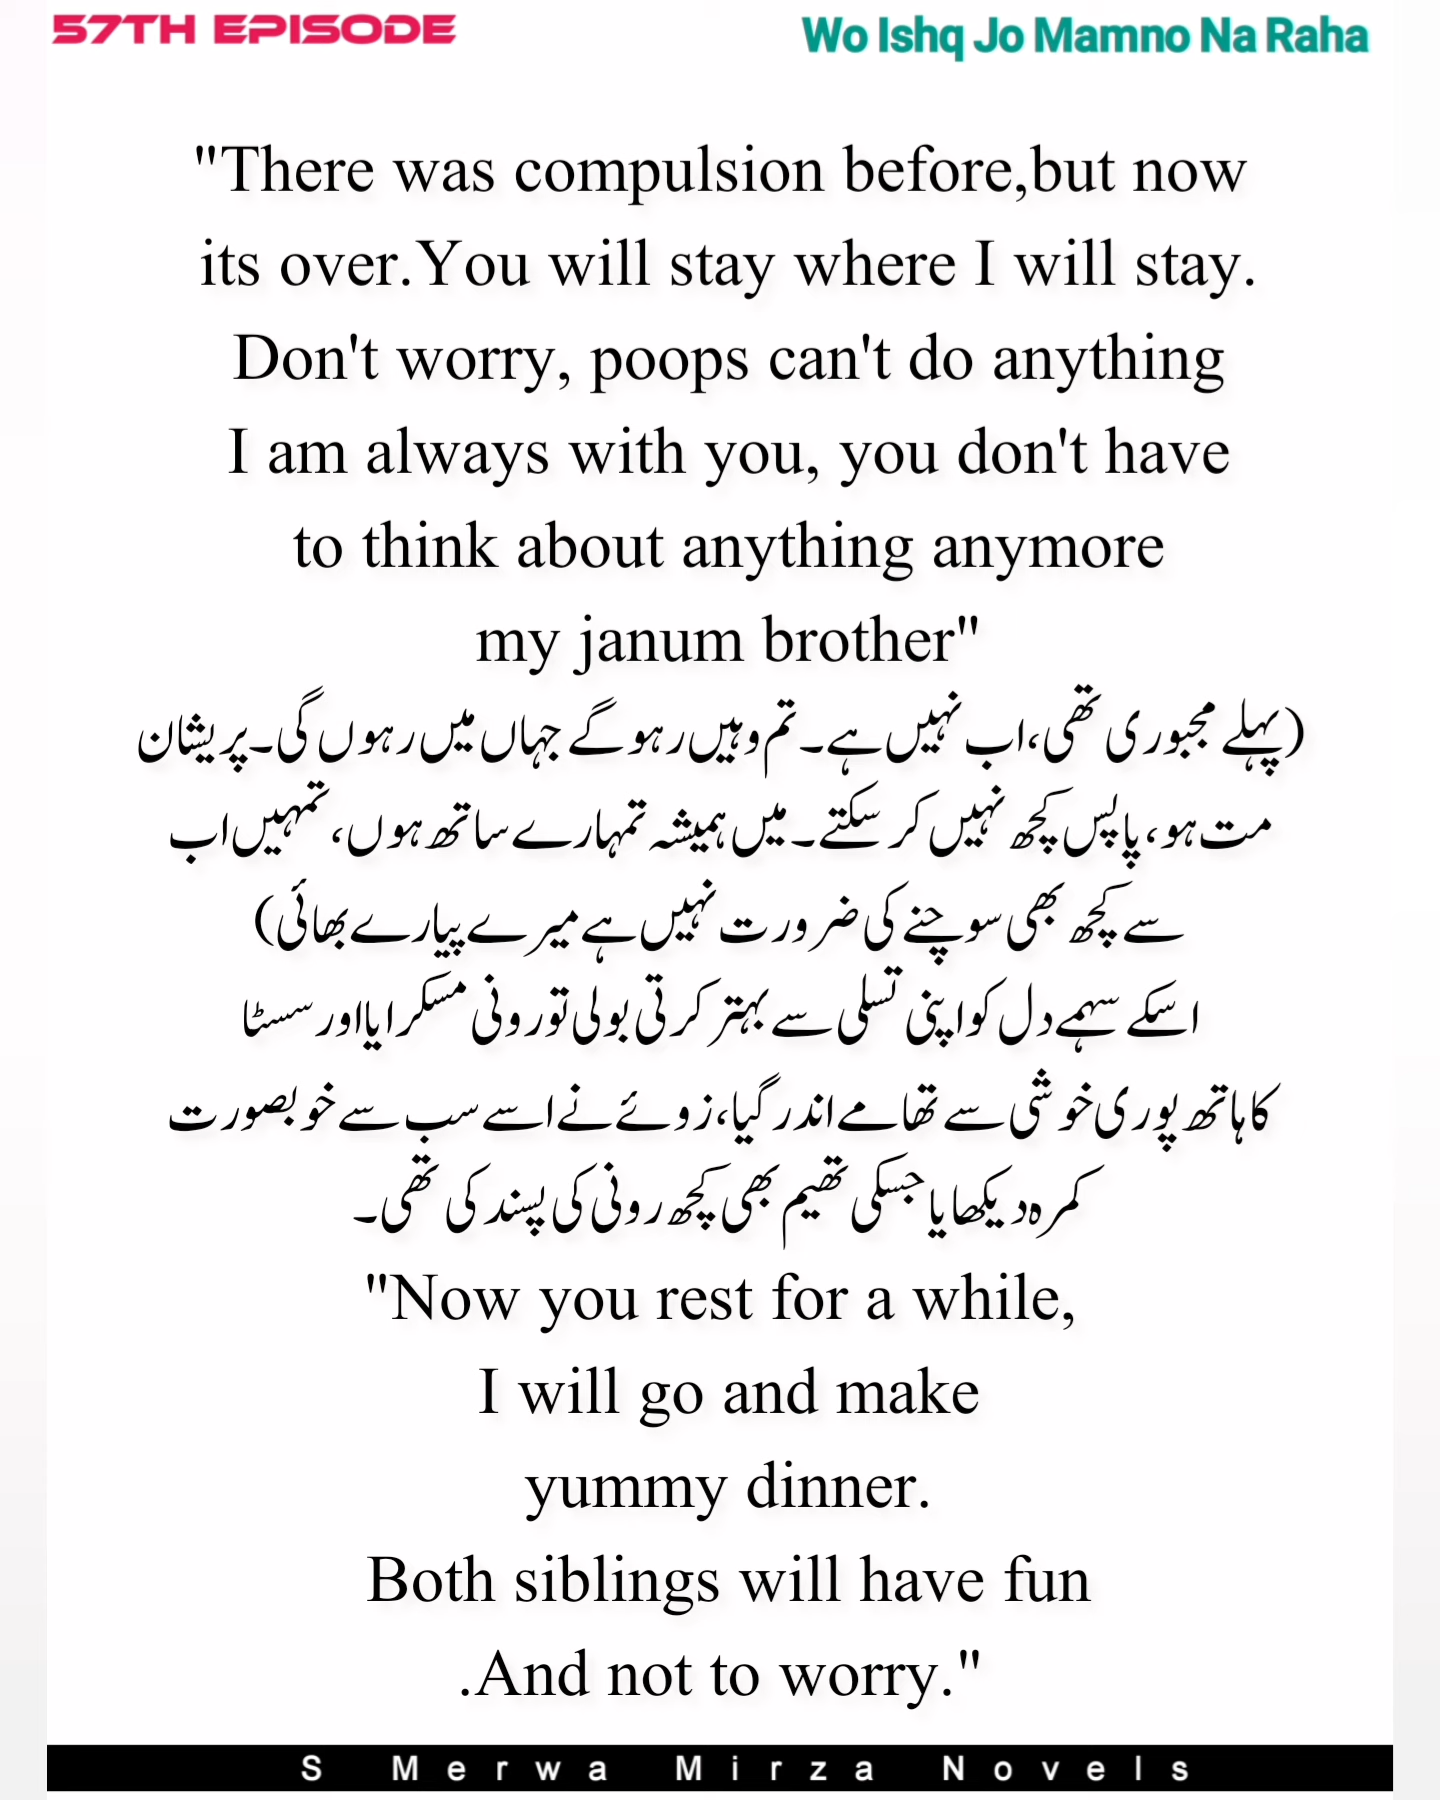 57TH EPISODE
Wo Ishq Jo Mamno Na Raha
"There was compulsion before,but now
its over.You will stay where I will stay.
Don't worry, poops can't do anything
I am always with you, you don't have
to think about anything anymore
my janum brother"
(پہلے مجبوری تھی،اب نہیں ہے۔ تم وہیں رہو گے جہاں میں رہوں گی۔پریشان
مت ہو، پاپس کچھ نہیں کر سکتے۔ میں ہمیشہ تمہارے ساتھ ہوں، تمہیں اب
سے کچھ بھی سوچنے کی ضرورت نہیں ہے میرے پیارے بھائی)
اسکے سہمے دل کو اپنی تسلی سے بہتر کرتی بولی تو رونی مسکرایا اور سسٹا
کا ہاتھ پوری خوشی سے تھامے اندر گیا،زوئے نے اسے سب سے خوبصورت
کمرہ دیکھایا جسکی تھیم بھی کچھ رونی کی پسند کی تھی۔
"Now you rest for a while,
I will go and make
yummy dinner.
Both siblings will have fun
.And not to worry."
S Merwa Mirza Novels